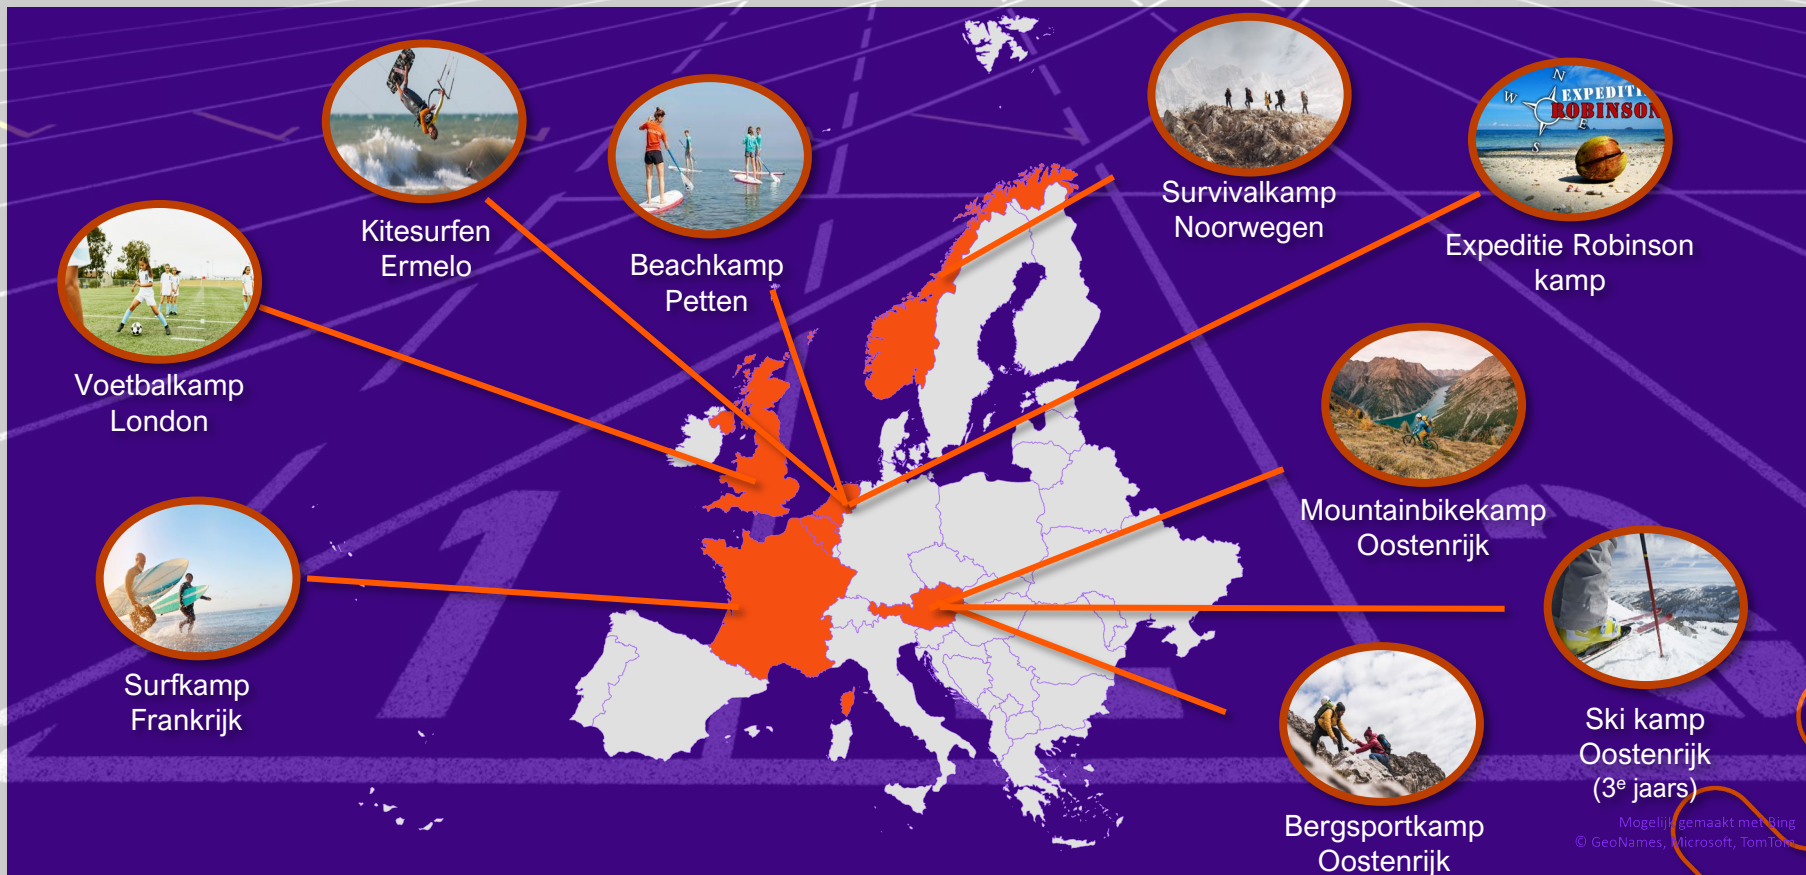 N
W
E
S
EXPEDITI
ROBINSON
Kitesurfen
Ermelo
Beachkamp
Petten
Survivalkamp
Noorwegen
Expeditie Robinson
kamp
Voetbalkamp
London
Mountainbikekamp
Oostenrijk
Surfkamp
Frankrijk
Ski kamp
Oostenrijk
(3e jaars)
Bergsportkamp
Oostenrijk
Mogelijk gemaakt met Bing
© GeoNames, Microsoft, TomTom